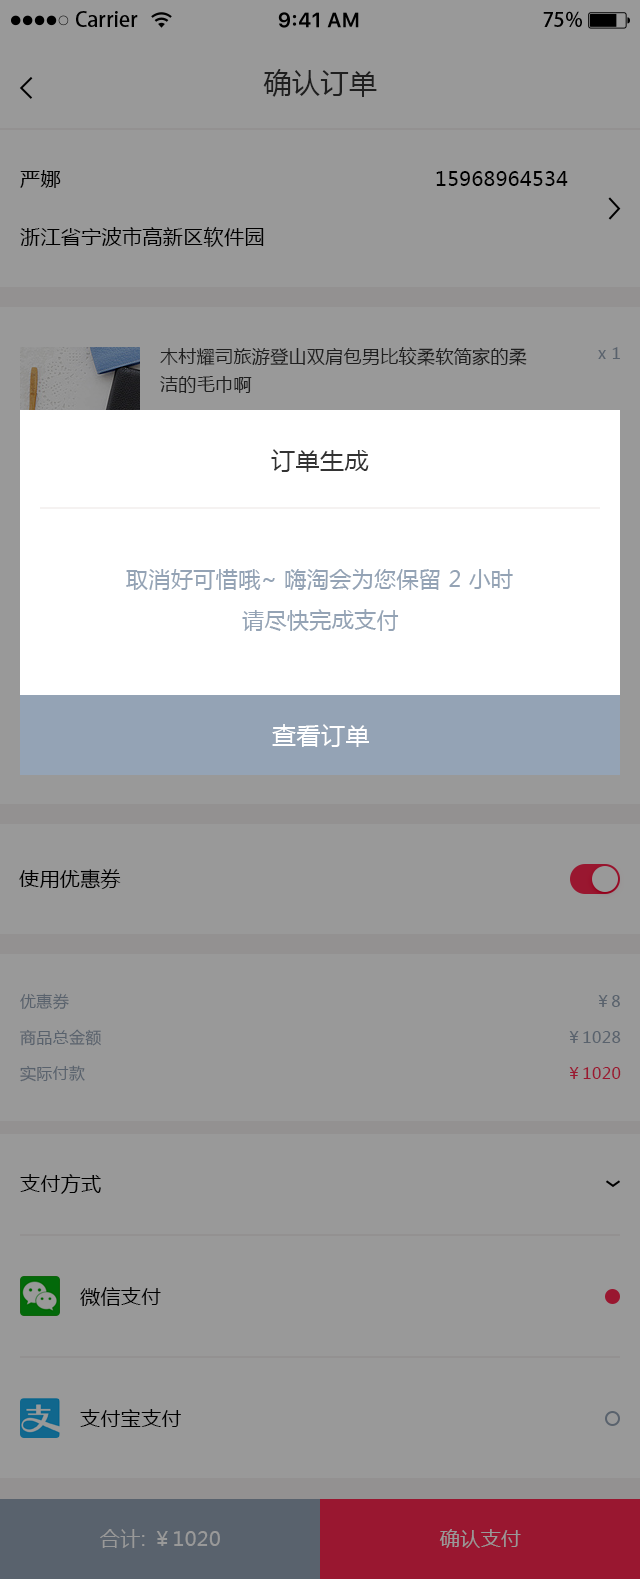 Carrier 9:41 AM 75%
确认订单
严娜 15968964534
浙江省宁波市高新区软件园
木村耀司旅游登山双肩包男比较柔软简家的柔 x 1
洁的毛巾啊
订单生成
取消好可惜哦~ 嗨淘会为您保留 2 小时
请尽快完成支付
查看订单
使用优惠券
优惠券 ¥8
商品总金额 ¥1028
实际付款 ¥1020
支付方式
微信支付
支 支付宝支付
合计: ¥1020 确认支付